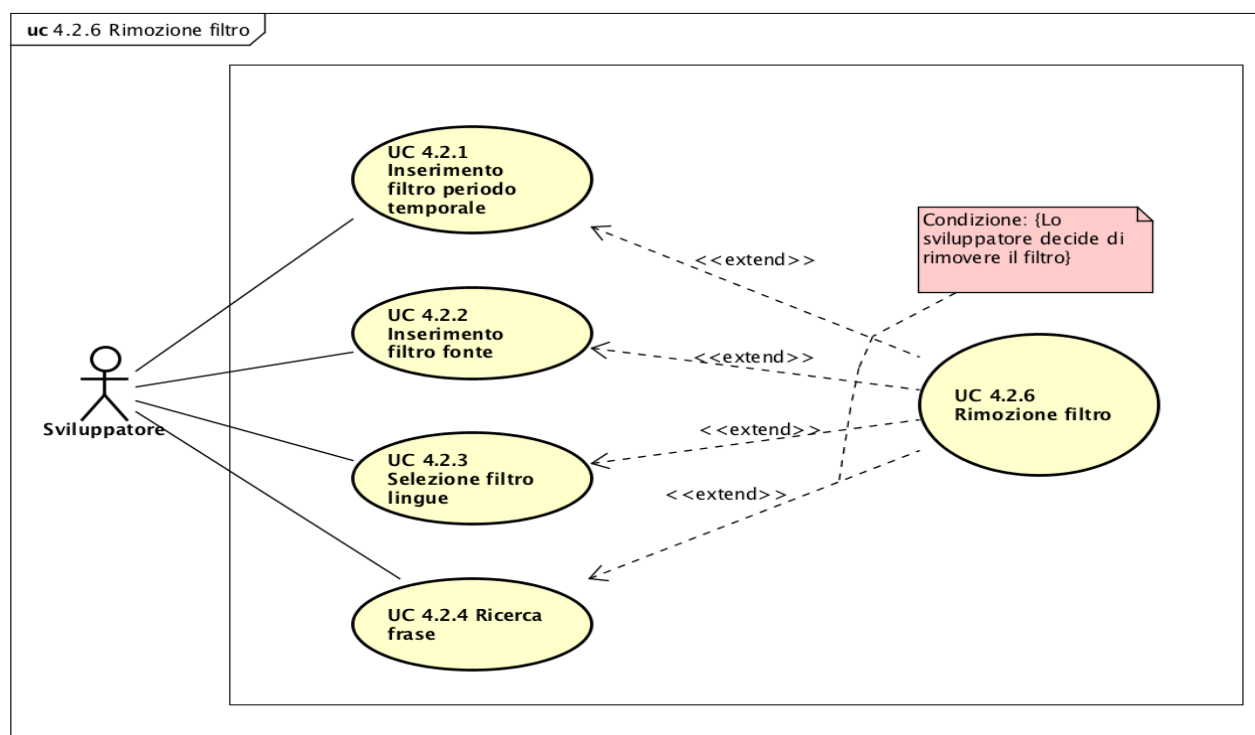 uc 4.2.6 Rimozione filtro
UC 4.2.1
Inserimento
filtro periodo
temporale
Condizione: {Lo
sviluppatore decide di
rimovere il filtro}
<<extend>>
UC 4.2.2
Inserimento
filtro fonte
<<extend>>
UC 4.2.6
Rimozione filtro
Sviluppatore
<<extend>>
UC 4.2.3
Selezione filtro
lingue
<<extend>>
UC 4.2.4 Ricerca
frase